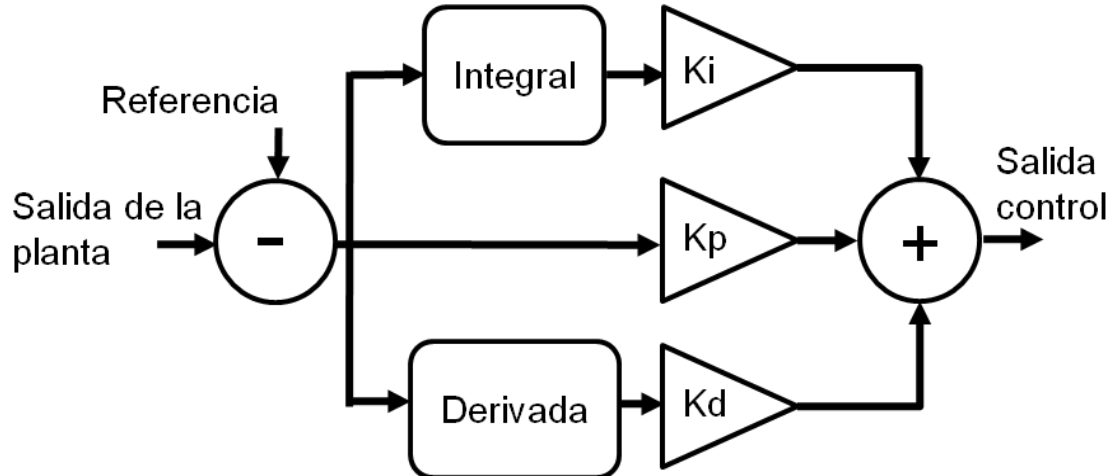 Integral
Ki
Referencia
Salida de la
planta
-
Kp
+
Salida
control
Derivada
Kd